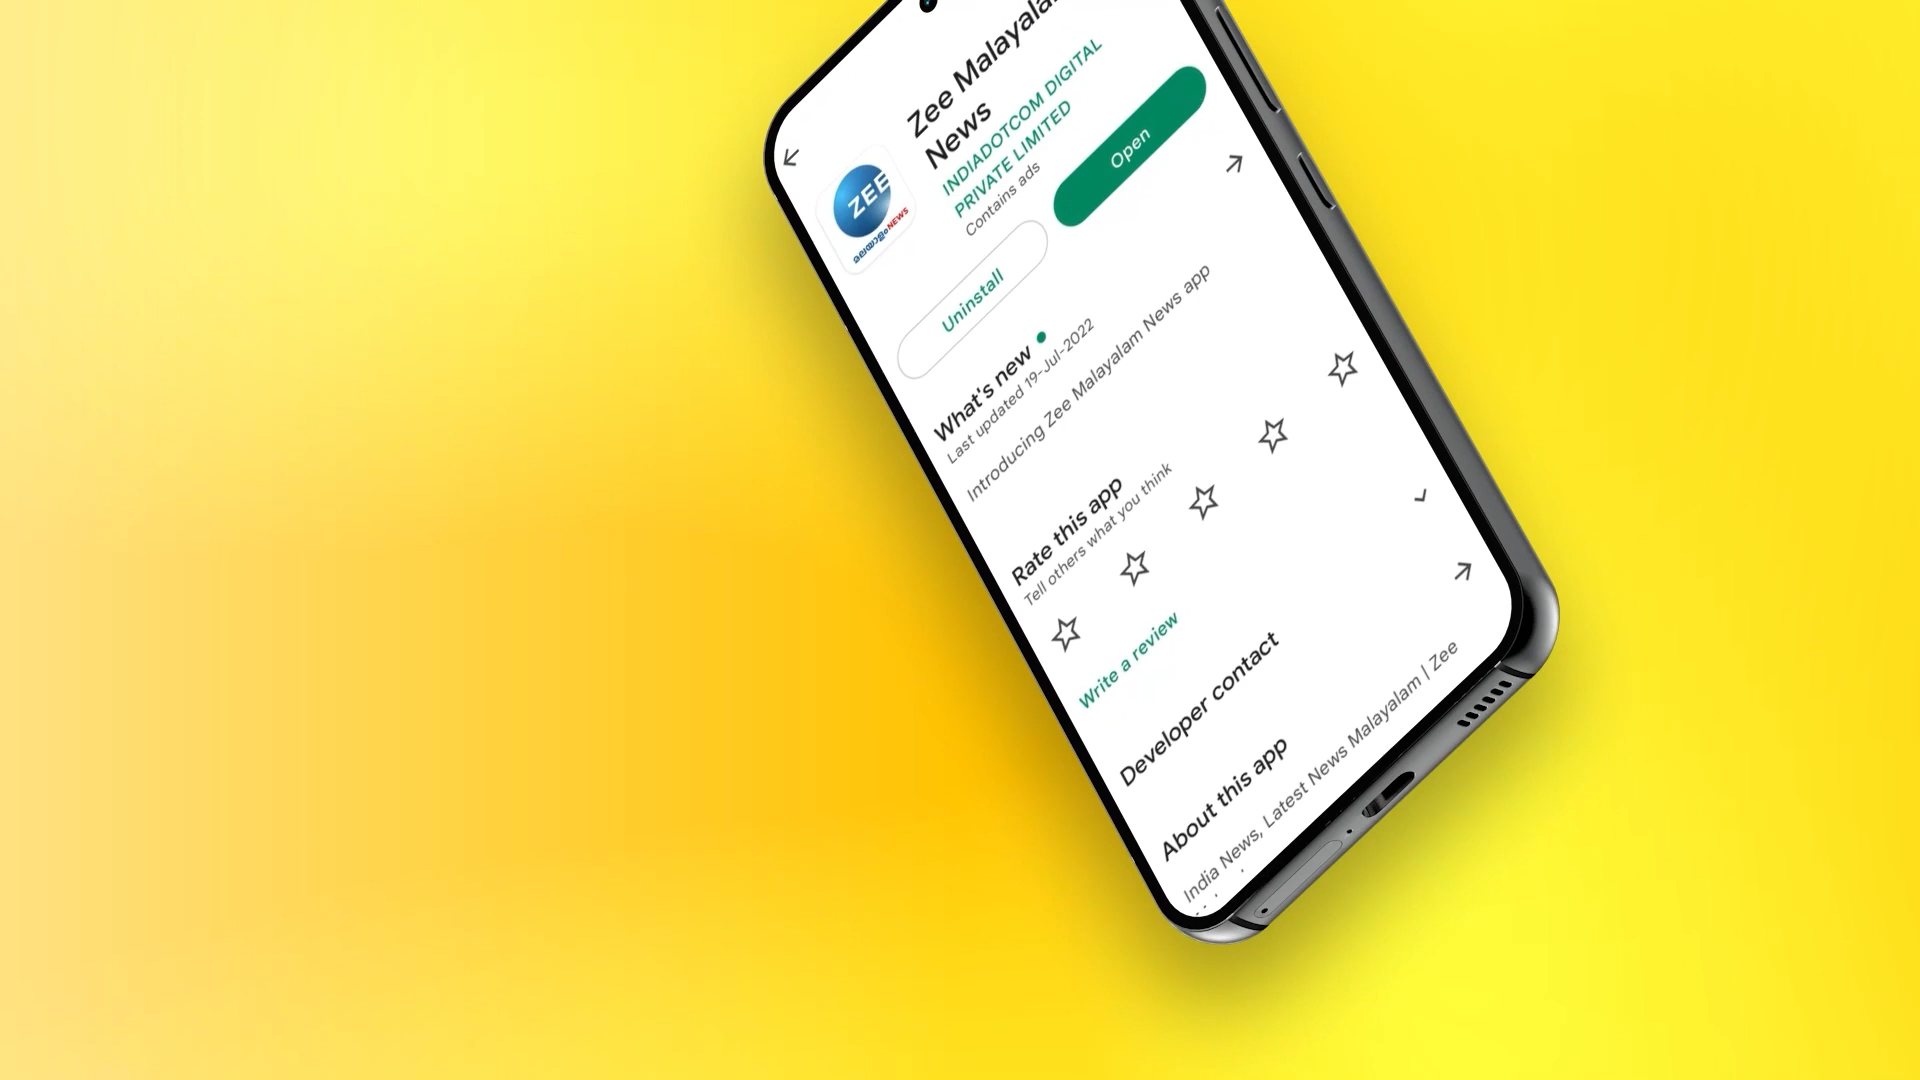 Zee Malayala
News
INDIADOTCOM DIGITAL
PRIVATE LIMITED
Contains ads
ZEE
മലയാളം NEWS
Uninstall
Open
What's new
Last updated 19-Jul-2022
Introducing Zee Malayalam News app
Rate this app
Tell others what you think
Write a review
Developer contact
About this app
India News, Latest News Malayalam | Zee